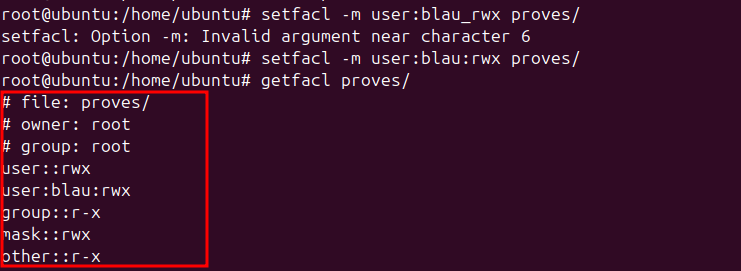 root@ubuntu:/home/ubuntu# setfacl -m user:blau_rwx proves/
setfacl: Option -m: Invalid argument near character 6
root@ubuntu:/home/ubuntu# setfacl -m user:blau:rwx proves/
root@ubuntu:/home/ubuntu# getfacl proves/
# file: proves/
# owner: root
# group: root
user::rwx
user:blau:rwx
group::r-x
mask::rwx
other::r-x